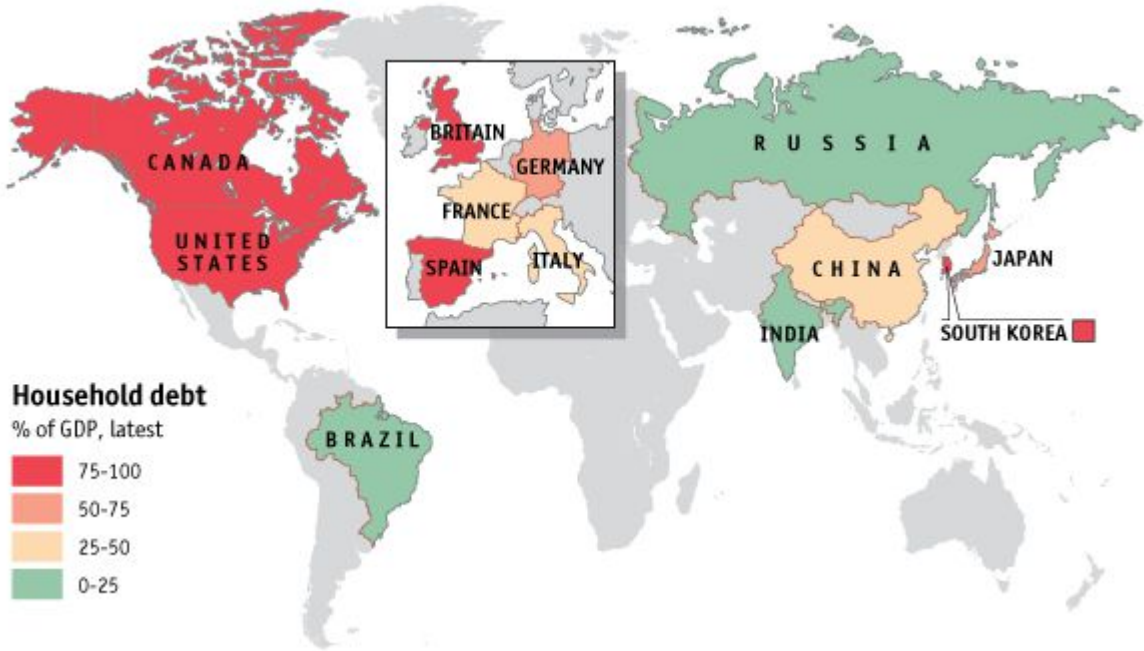 CANADA
UNITED
STATES
BRITAIN
GERMANY
FRANCE
SPAIN
ITALY
RUSSIA
CHINA
JAPAN
INDIA
SOUTH KOREA
BRAZIL
Household debt
% of GDP, latest
75-100
50-75
25-50
0-25